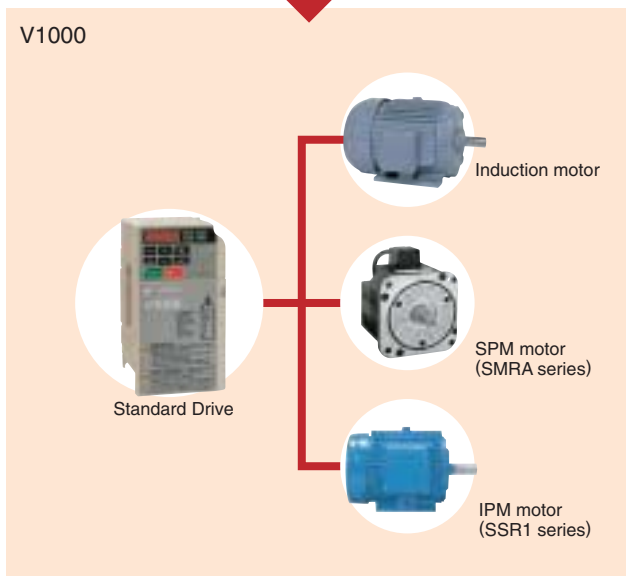 V1000
Induction motor
SPM motor
(SMRA series)
Standard Drive
IPM motor
(SSR1 series)